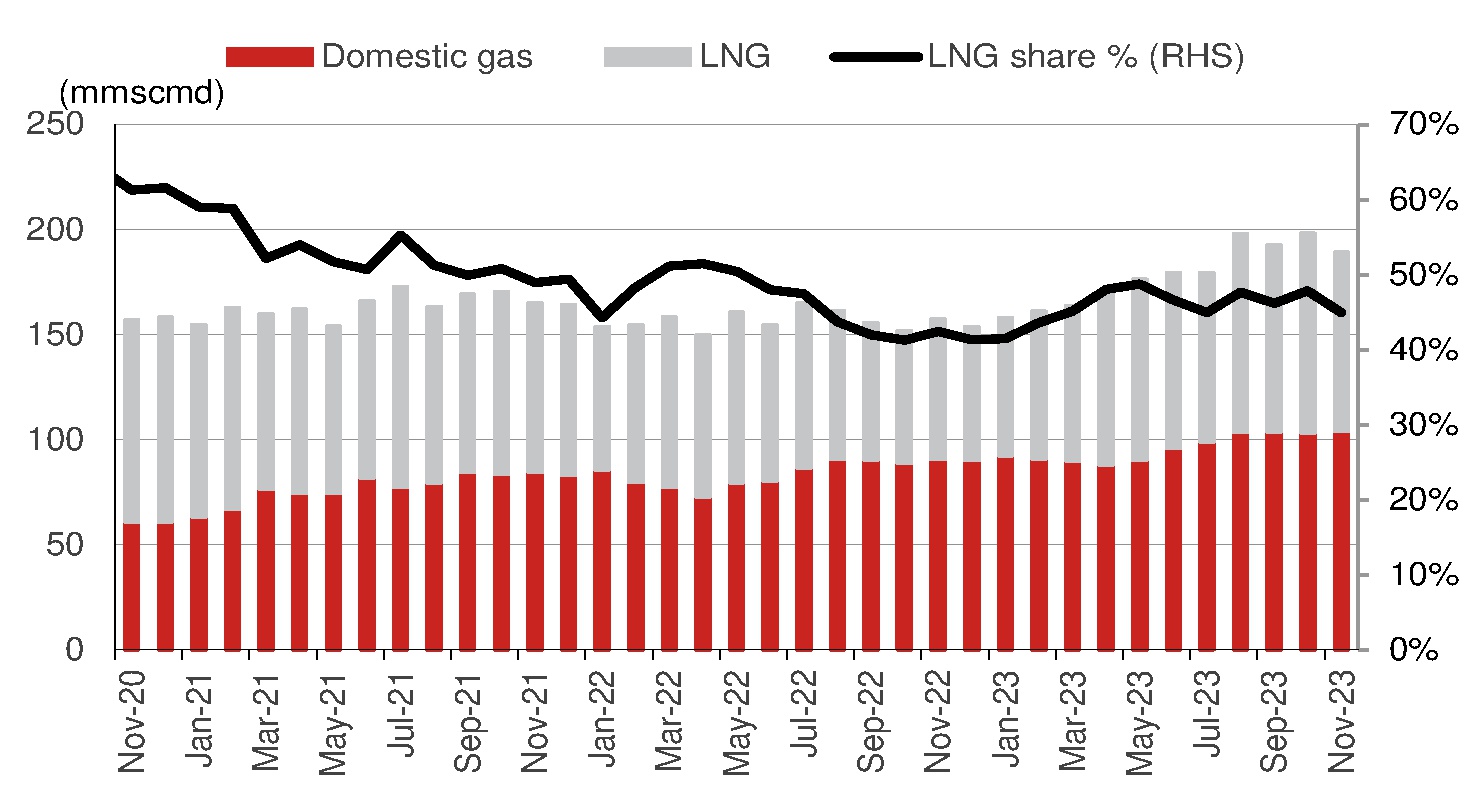 Domestic gas LNG LNG share % (RHS)
(mmscmd)
250 70%
200 60%
150 50%
100 40%
50 30%
0 20%
10%
0%
Nov-20 Jan-21 Mar-21 May-21 Jul-21 Sep-21 Nov-21 Jan-22 Mar-22 May-22 Jul-22 Sep-22 Nov-22 Jan-23 Mar-23 May-23 Jul-23 Sep-23 Nov-23